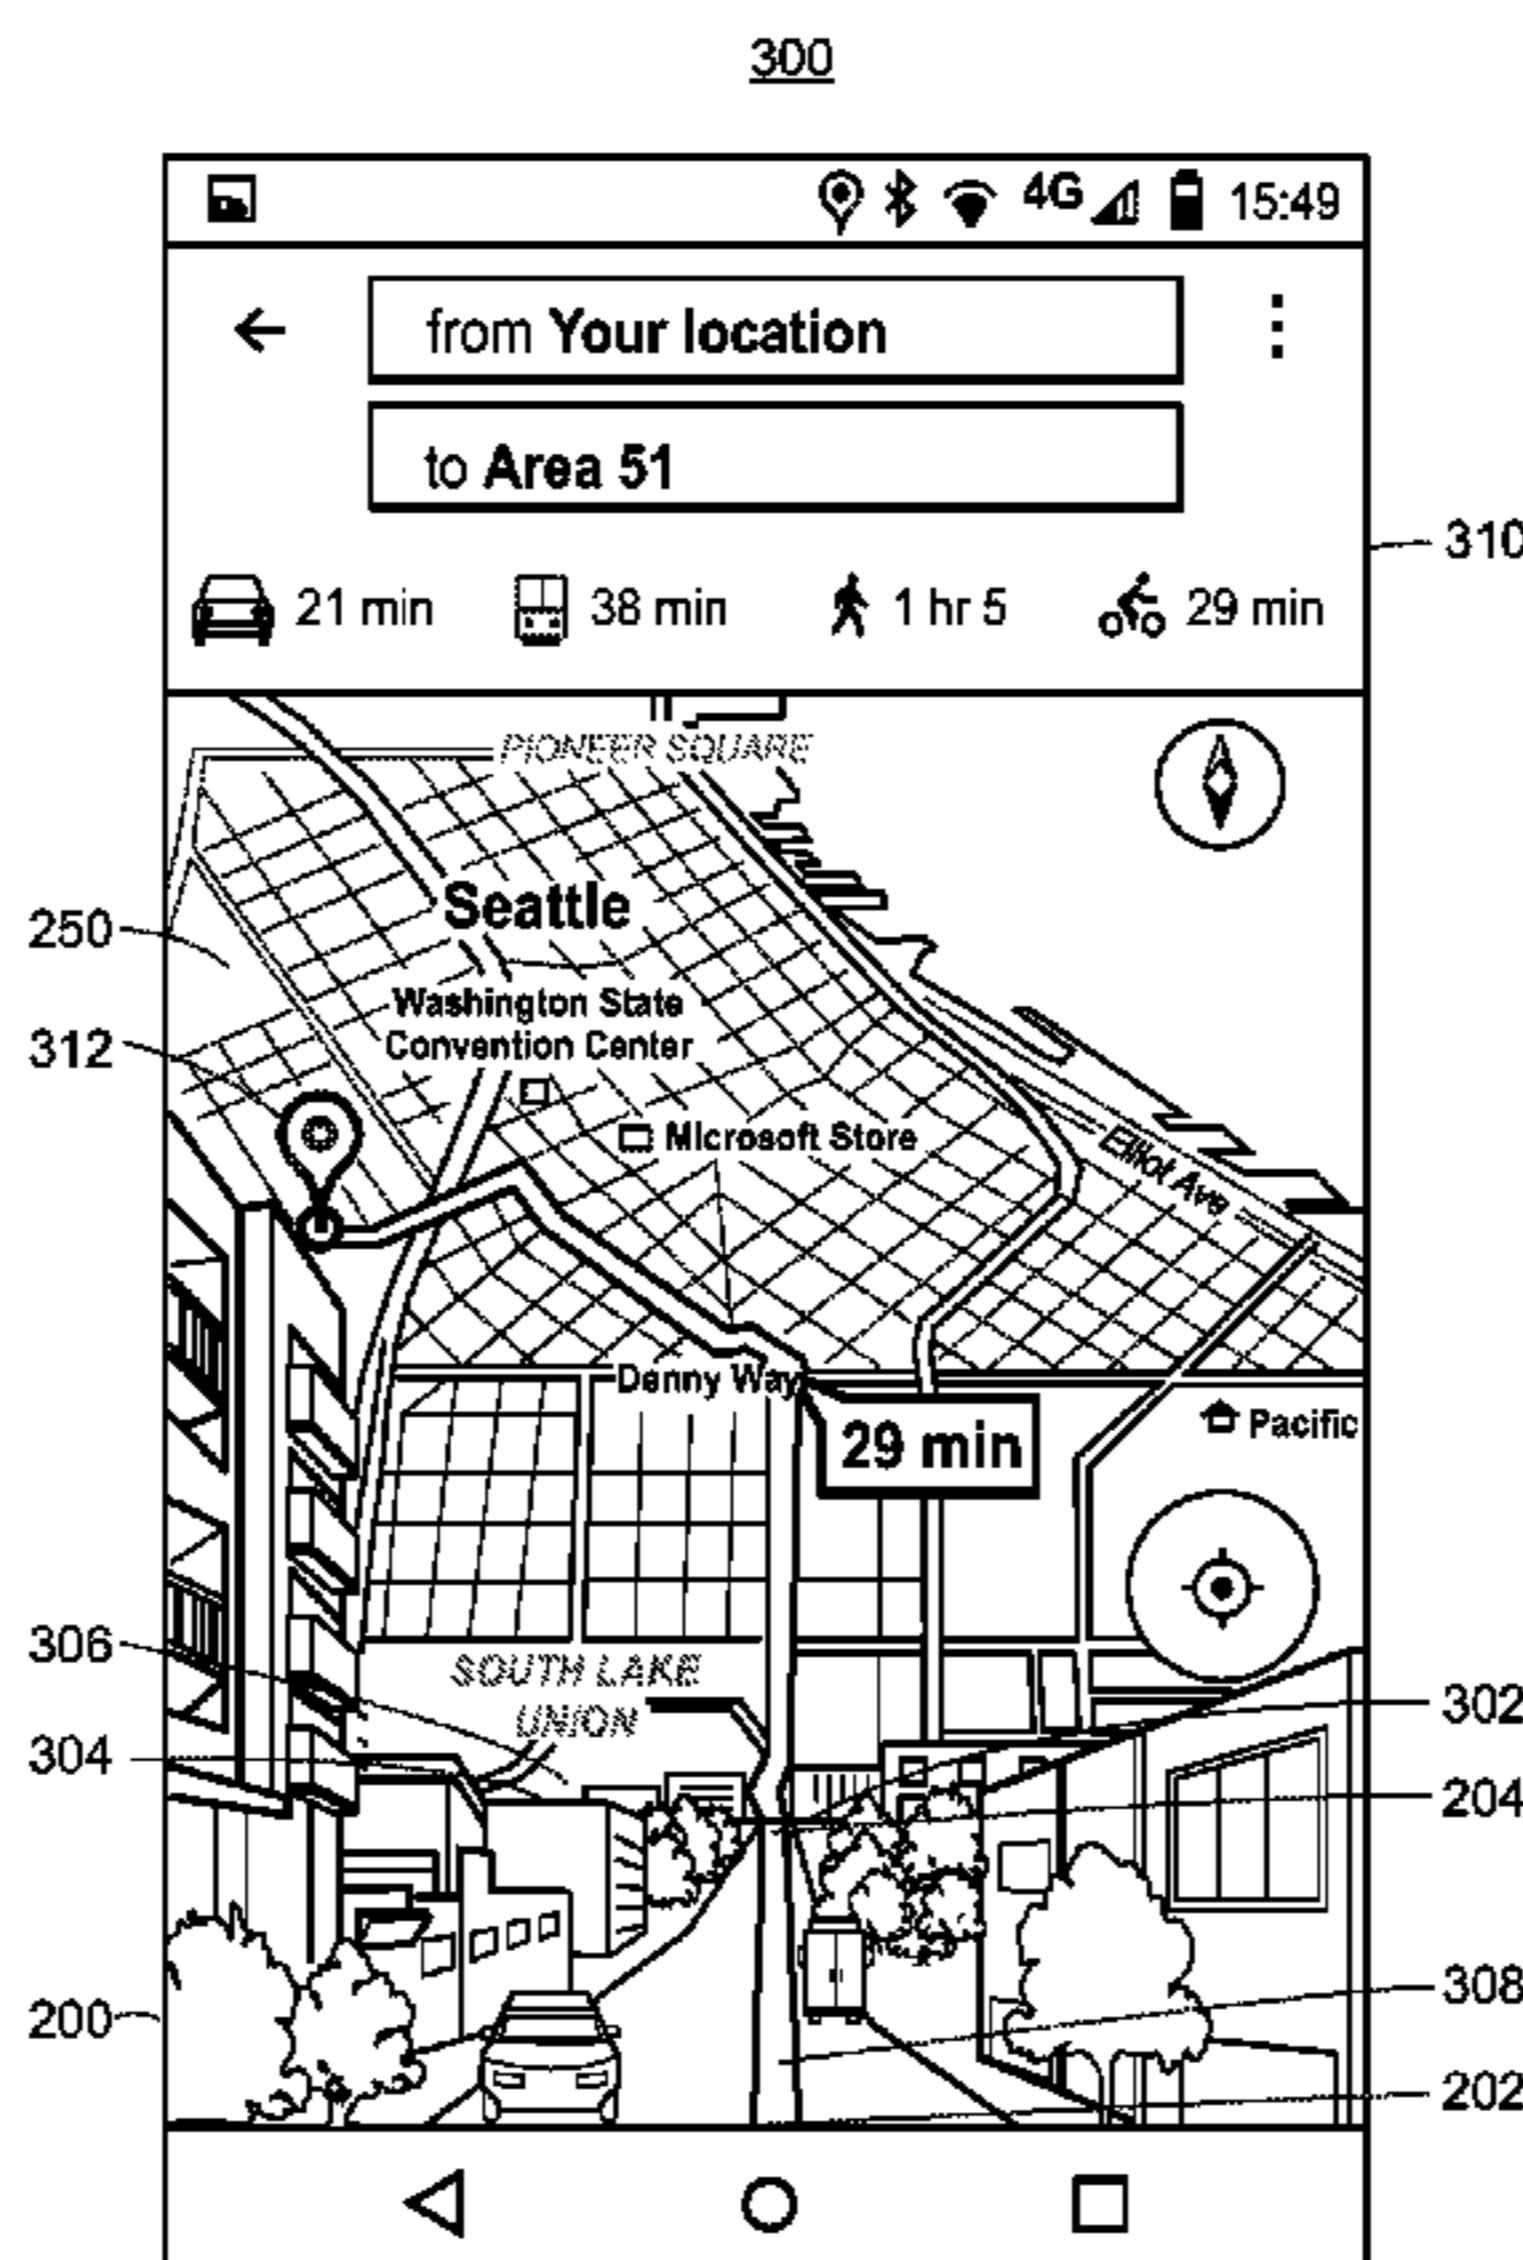 300
4G 15:49
from Your location
to Area 51
310
21 min 38 min 1 hr 5 29 min
PIONEER SQUARE
250
Seattle
312
Washington State
Convention Center
Microsoft Store
Elliot Ave
Denny Way
29 min
Pacific
306
SOUTH LAKE
UNION
302
304
204
308
200
202